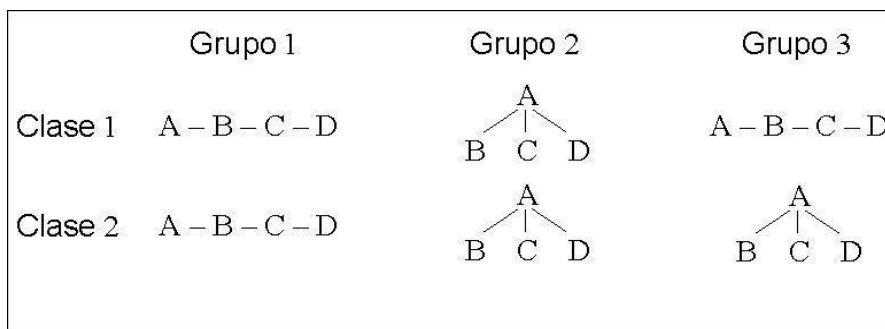 Grupo 1 Grupo 2 Grupo 3
A
Clase 1 A – B – C – D A – B – C – D
B C D
A A
Clase 2 A – B – C – D
B C D B C D